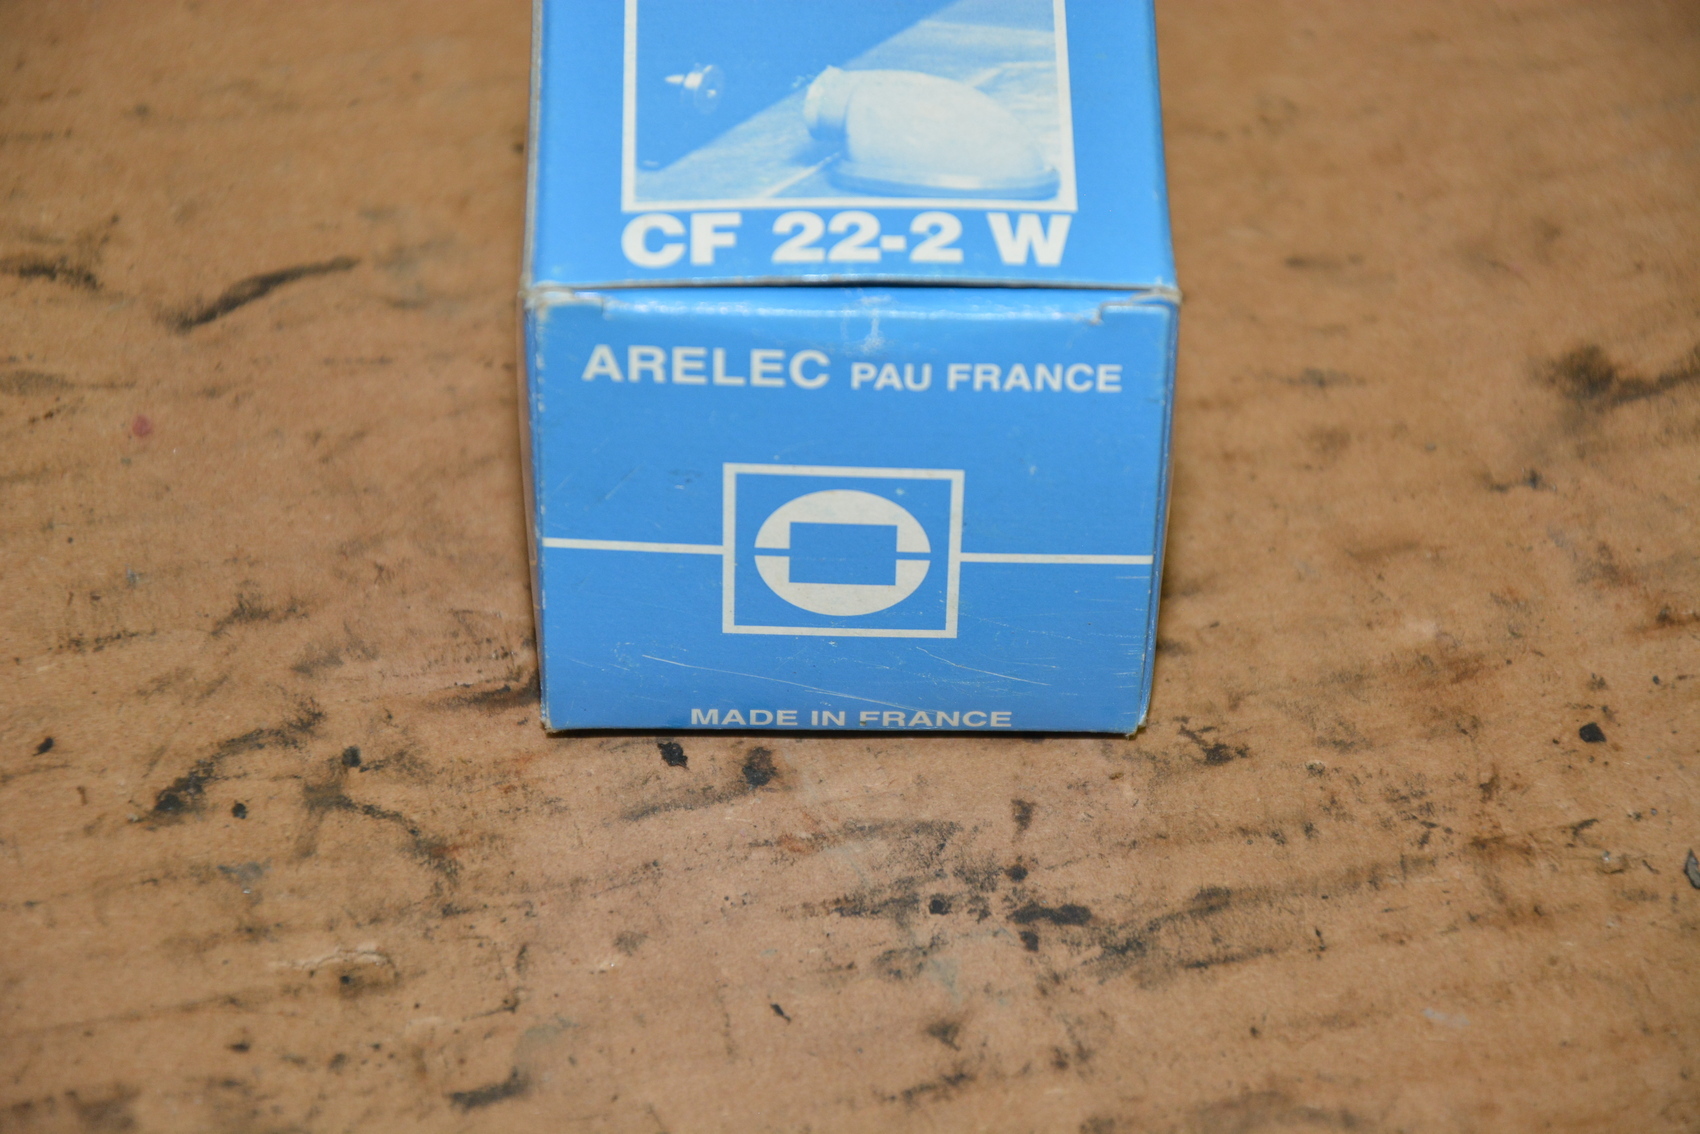 CF 22-2 W
ARELEC PAU FRANCE
MADE IN FRANCE